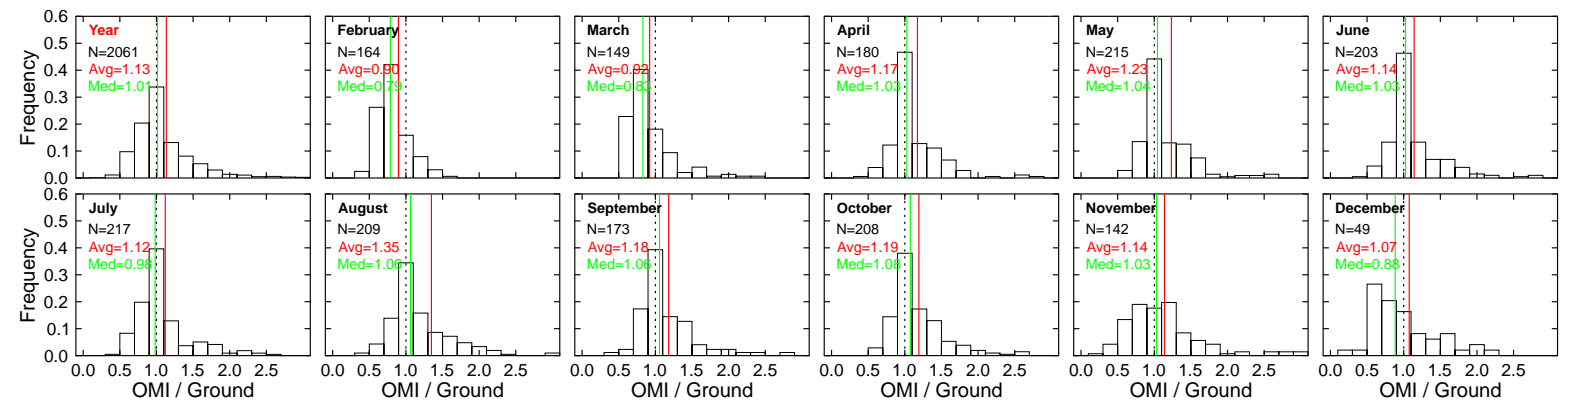 Frequency
0.6
0.5
0.4
0.3
0.2
0.1
0.0
Year
N=2061
Avg=1.13
Med=1.01
February
N=164
Avg=0.90
Med=0.79
March
N=149
Avg=0.92
Med=0.83
April
N=180
Avg=1.17
Med=1.03
May
N=215
Avg=1.23
Med=1.04
June
N=203
Avg=1.14
Med=1.03
Frequency
0.6
0.5
0.4
0.3
0.2
0.1
0.0
July
N=217
Avg=1.12
Med=0.98
0.0 0.5 1.0 1.5 2.0 2.5
OMI / Ground
August
N=209
Avg=1.35
Med=1.06
0.0 0.5 1.0 1.5 2.0 2.5
OMI / Ground
September
N=173
Avg=1.18
Med=1.06
0.0 0.5 1.0 1.5 2.0 2.5
OMI / Ground
October
N=208
Avg=1.19
Med=1.08
0.0 0.5 1.0 1.5 2.0 2.5
OMI / Ground
November
N=142
Avg=1.14
Med=1.03
0.0 0.5 1.0 1.5 2.0 2.5 3.0
OMI / Ground
December
N=49
Avg=1.07
Med=0.88
0.0 0.5 1.0 1.5 2.0 2.5
OMI / Ground